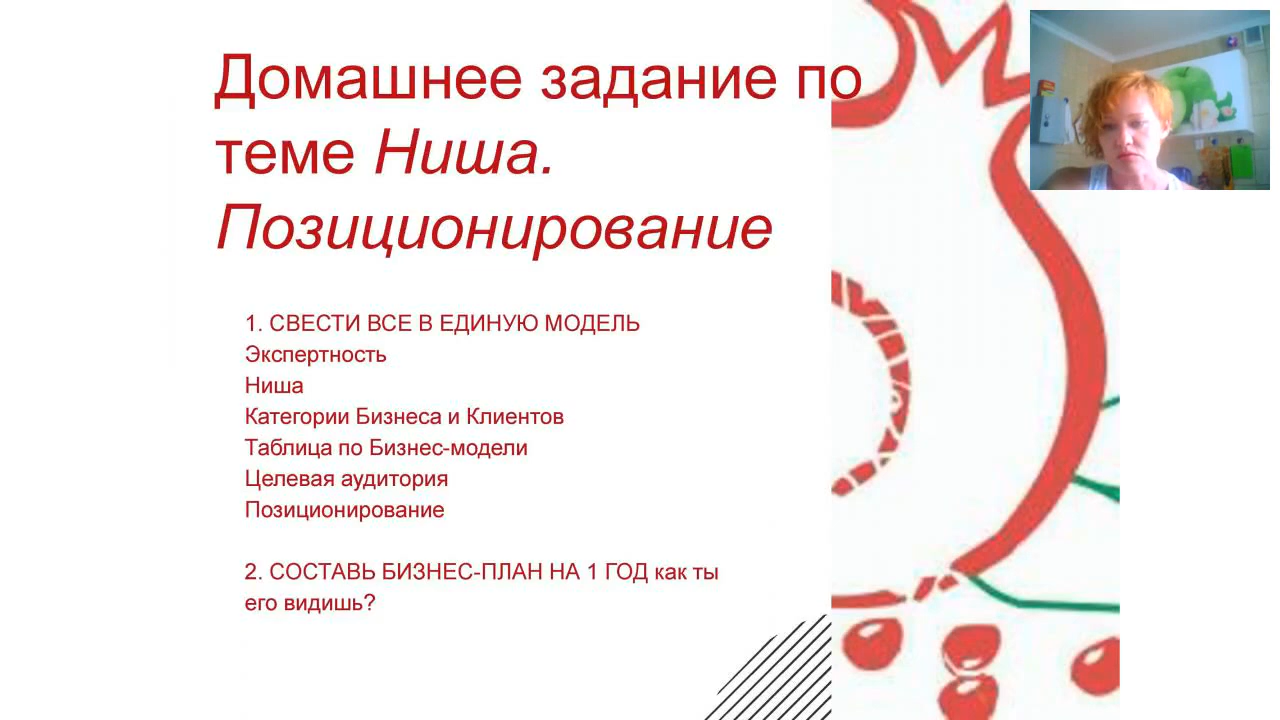 Домашнее задание по
теме Ниша.
Позиционирование
1. СВЕСТИ ВСЕ В ЕДИНУЮ МОДЕЛЬ
Экспертность
Ниша
Категории Бизнеса и Клиентов
Таблица по Бизнес-модели
Целевая аудитория
Позиционирование
2. СОСТАВЬ БИЗНЕС-ПЛАН НА 1 ГОД как ты
его видишь?